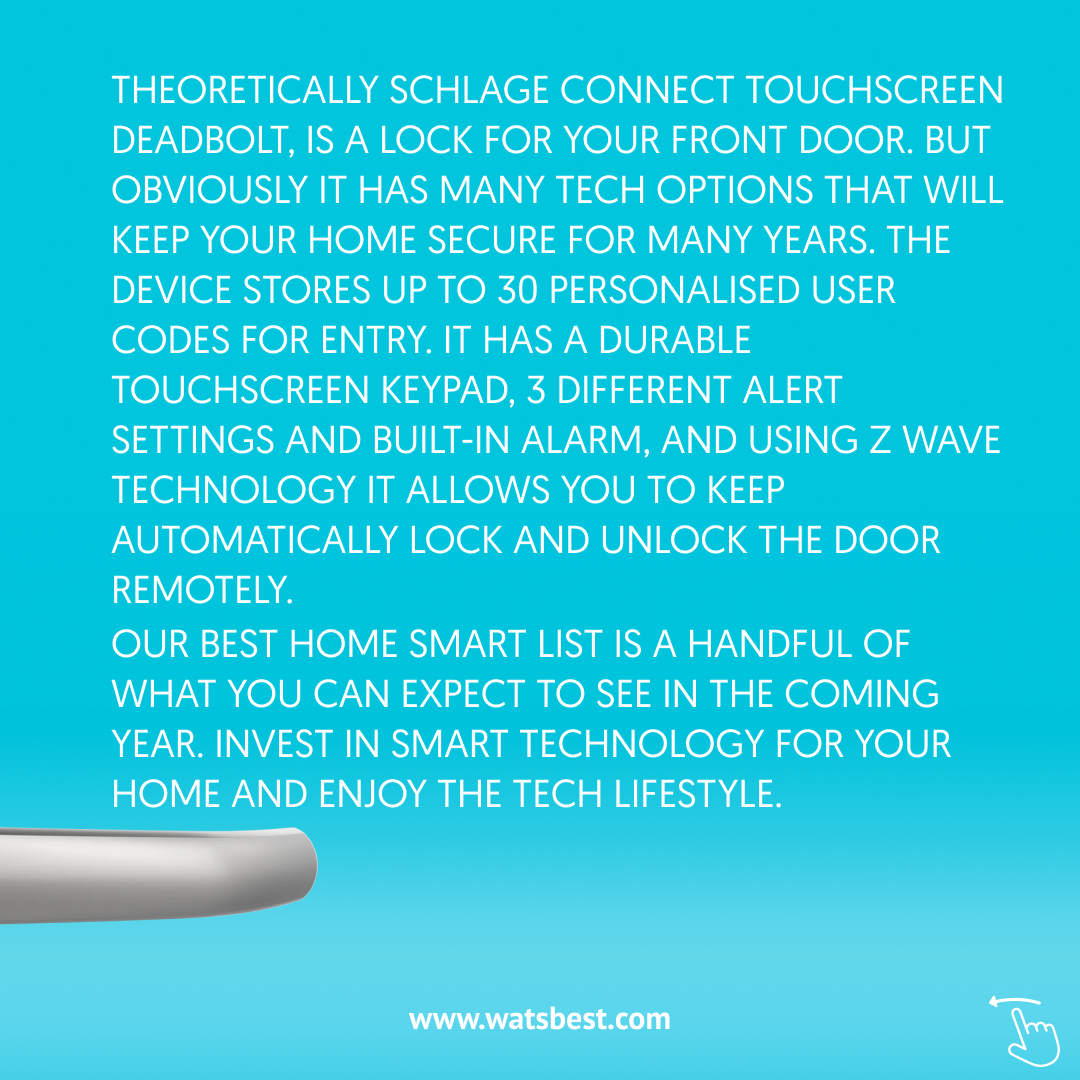 THEORETICALLY SCHLAGE CONNECT TOUCHSCREEN
DEADBOLT, IS A LOCK FOR YOUR FRONT DOOR. BUT
OBVIOUSLY IT HAS MANY TECH OPTIONS THAT WILL
KEEP YOUR HOME SECURE FOR MANY YEARS. THE
DEVICE STORES UP TO 30 PERSONALISED USER
CODES FOR ENTRY. IT HAS A DURABLE
TOUCHSCREEN KEYPAD, 3 DIFFERENT ALERT
SETTINGS AND BUILT-IN ALARM, AND USING Z WAVE
TECHNOLOGY IT ALLOWS YOU TO KEEP
AUTOMATICALLY LOCK AND UNLOCK THE DOOR
REMOTELY.
OUR BEST HOME SMART LIST IS A HANDFUL OF
WHAT YOU CAN EXPECT TO SEE IN THE COMING
YEAR. INVEST IN SMART TECHNOLOGY FOR YOUR
HOME AND ENJOY THE TECH LIFESTYLE.
www.watsbest.com